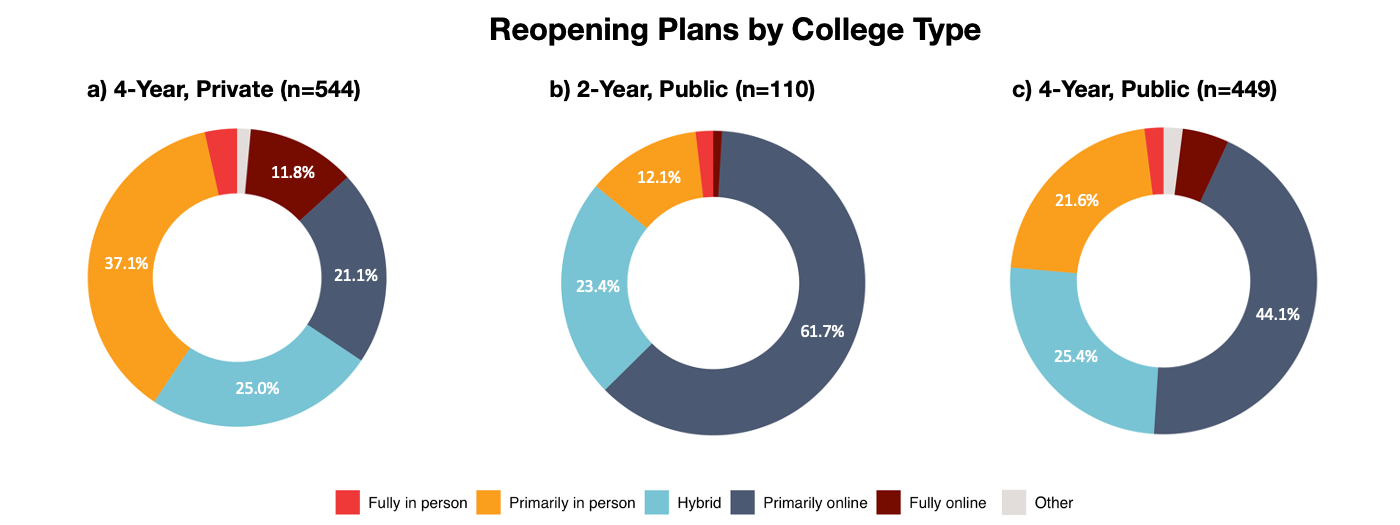 Reopening Plans by College Type
a) 4-Year, Private (n=544)
b) 2-Year, Public (n=110)
c) 4-Year, Public (n=449)
11.8%
37.1%
21.1%
25.0%
12.1%
23.4%
61.7%
21.6%
44.1%
25.4%
Fully in person
Primarily in person
Hybrid
Primarily online
Fully online
Other